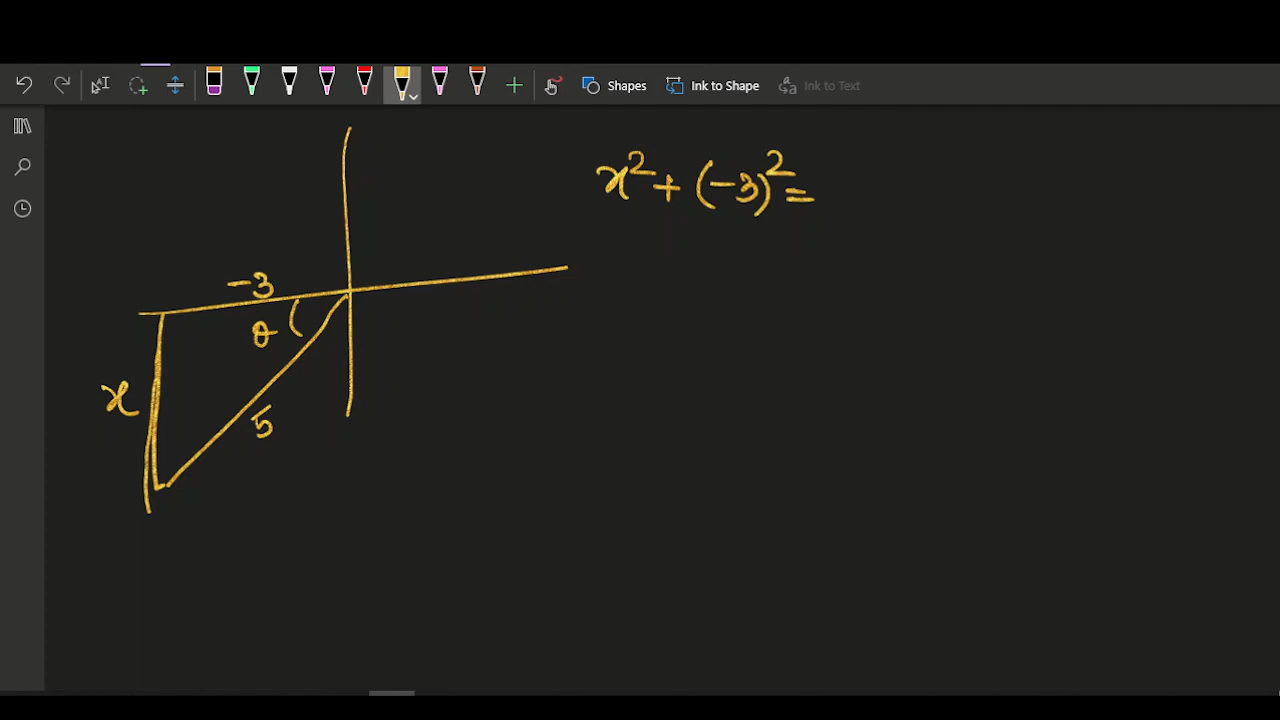 Shapes
Ink to Shape
Ink to Text
x² + (-3)² =
-3
θ
x
5